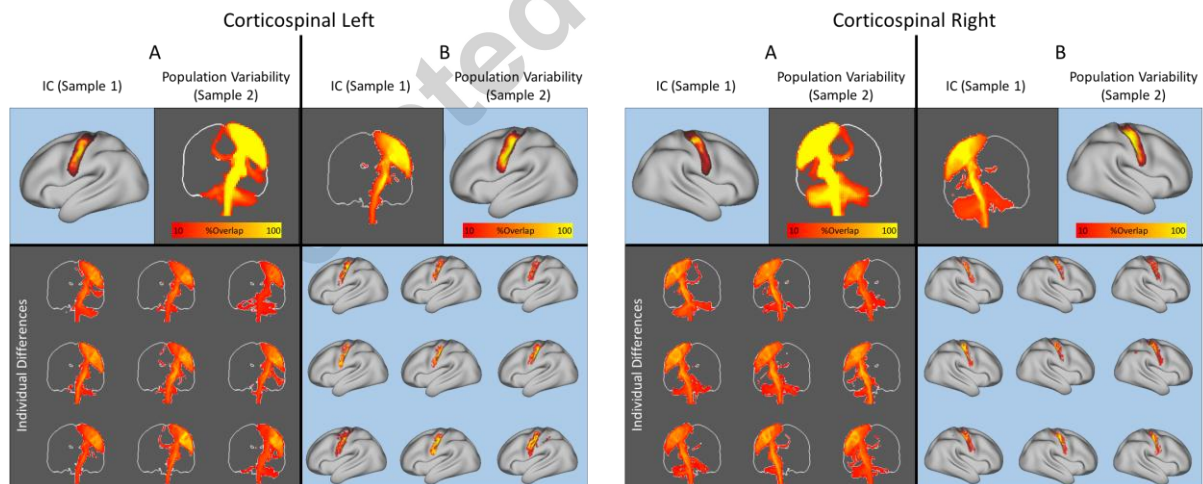 Corticospinal Left
A
B
IC (Sample 1)
Population Variability
(Sample 2)
IC (Sample 1)
Population Variability
(Sample 2)
10 %Overlap 100
10 %Overlap 100
Individual Differences
Corticospinal Right
A
B
IC (Sample 1)
Population Variability
(Sample 2)
IC (Sample 1)
Population Variability
(Sample 2)
10 %Overlap 100
10 %Overlap 100
Individual Differences